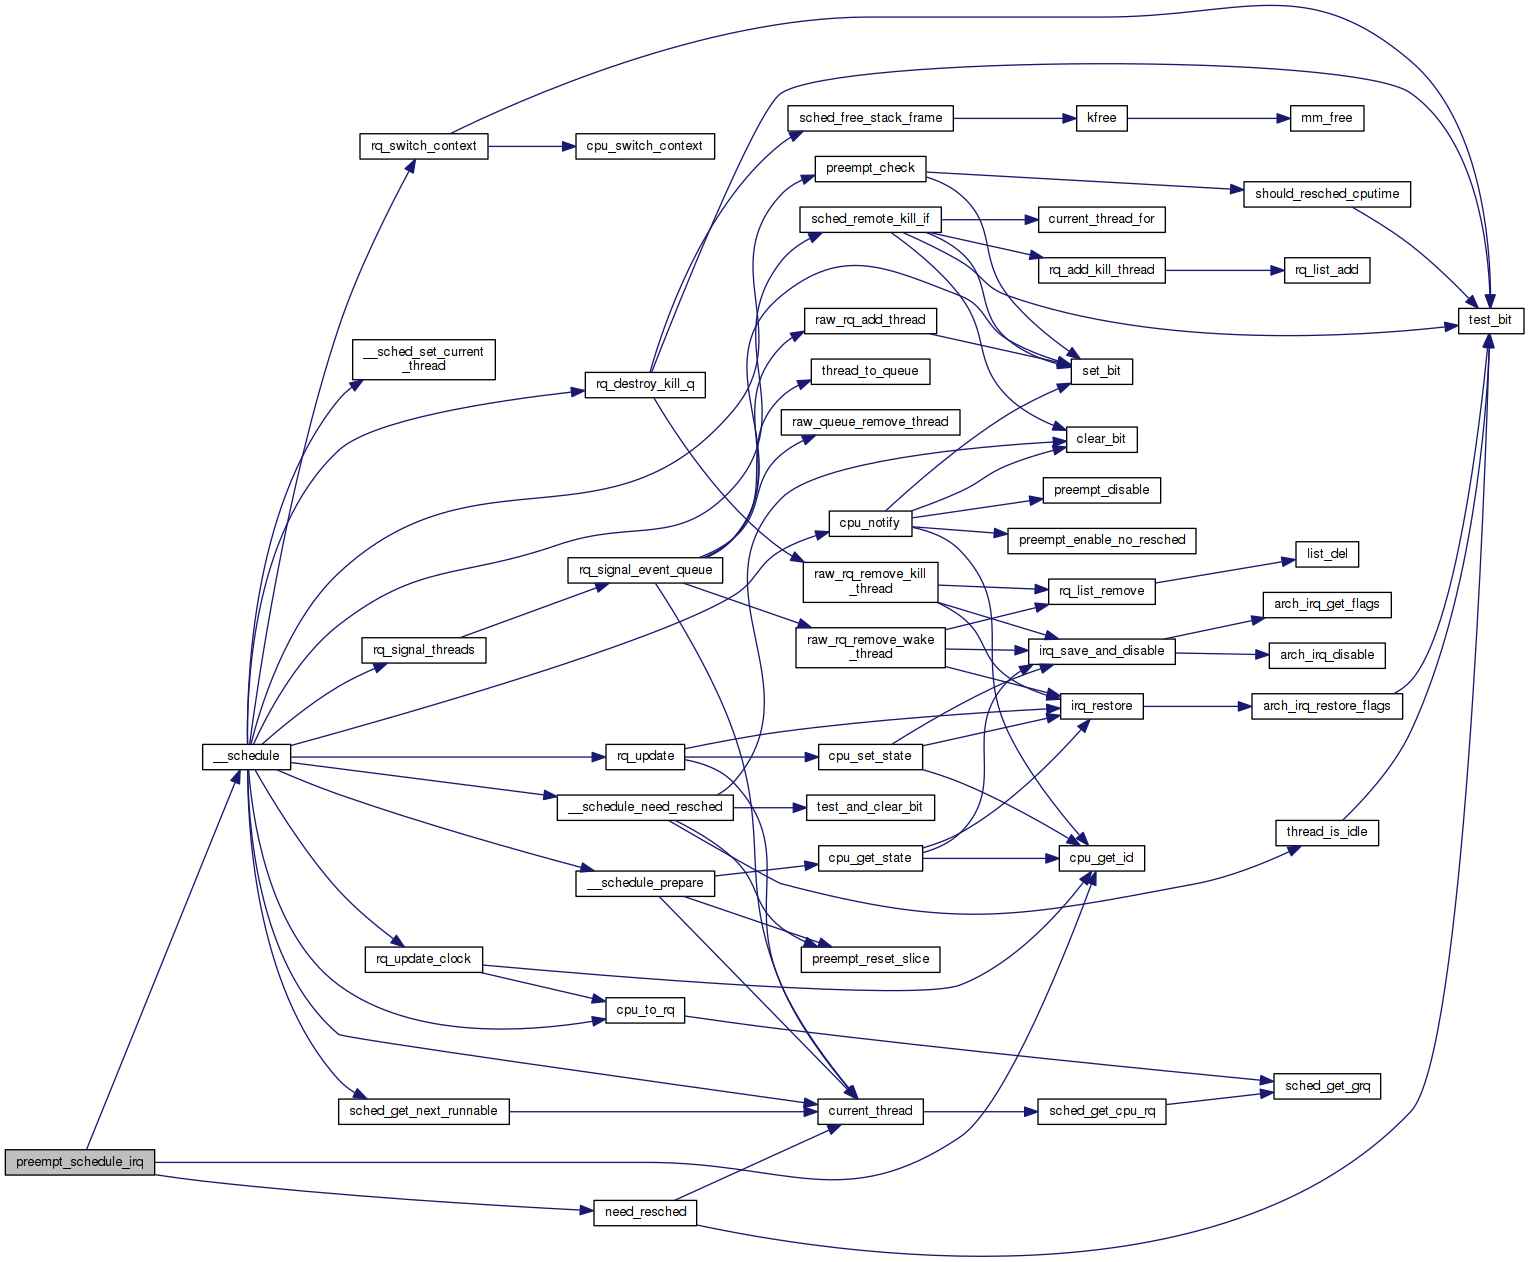 sched_free_stack_frame
kfree
mm_free
rq_switch_context
cpu_switch_context
preempt_check
should_resched_cputime
sched_remote_kill_if
current_thread_for
rq_add_kill_thread
rq_list_add
raw_rq_add_thread
test_bit
__sched_set_current
_thread
rq_destroy_kill_q
thread_to_queue
set_bit
raw_queue_remove_thread
clear_bit
preempt_disable
cpu_notify
preempt_enable_no_resched
list_del
rq_signal_event_queue
raw_rq_remove_kill
_thread
rq_list_remove
arch_irq_get_flags
rq_signal_threads
raw_rq_remove_wake
_thread
irq_save_and_disable
arch_irq_disable
irq_restore
arch_irq_restore_flags
__schedule
rq_update
cpu_set_state
__schedule_need_resched
test_and_clear_bit
thread_is_idle
cpu_get_state
cpu_get_id
__schedule_prepare
rq_update_clock
preempt_reset_slice
cpu_to_rq
sched_get_grq
sched_get_next_runnable
current_thread
sched_get_cpu_rq
preempt_schedule_irq
need_resched